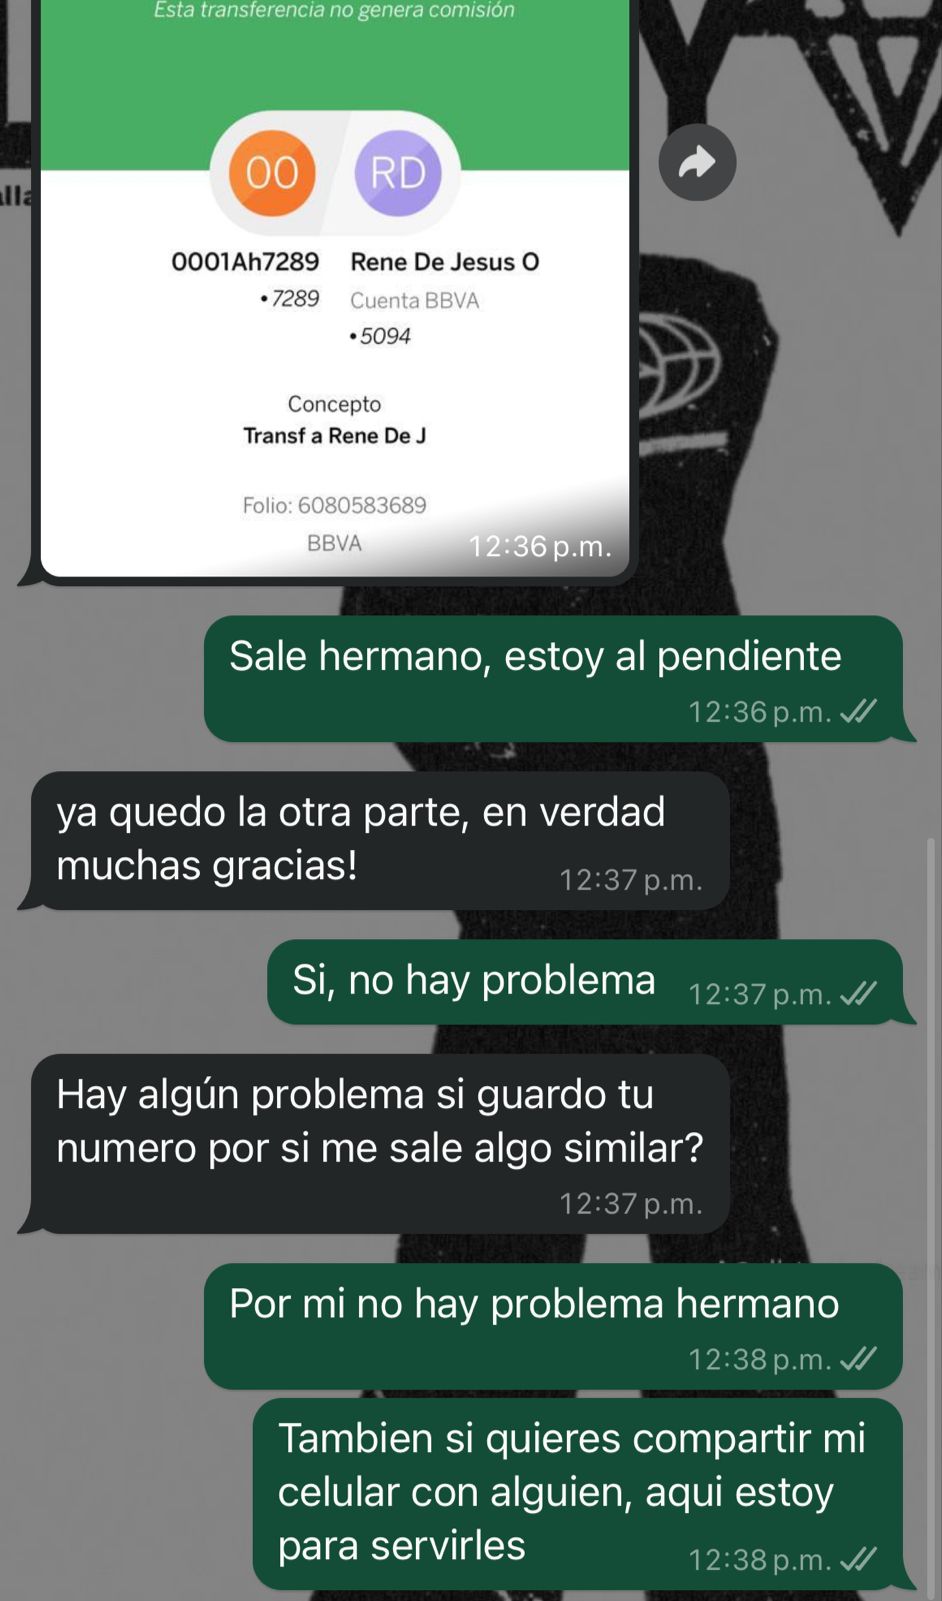 Esta transferencia no genera comisión
OO RD
0001Ah7289 Rene De Jesus O
•7289 Cuenta BBVA
•5094
Concepto
Transf a Rene De J
Folio: 6080583689
BBVA
12:36 p.m.
Sale hermano, estoy al pendiente
12:36 p.m.
ya quedo la otra parte, en verdad
muchas gracias!
12:37 p.m.
Si, no hay problema
12:37 p.m.
Hay algún problema si guardo tu
numero por si me sale algo similar?
12:37 p.m.
Por mi no hay problema hermano
12:38 p.m.
Tambien si quieres compartir mi
celular con alguien, aqui estoy
para servirles
12:38 p.m.